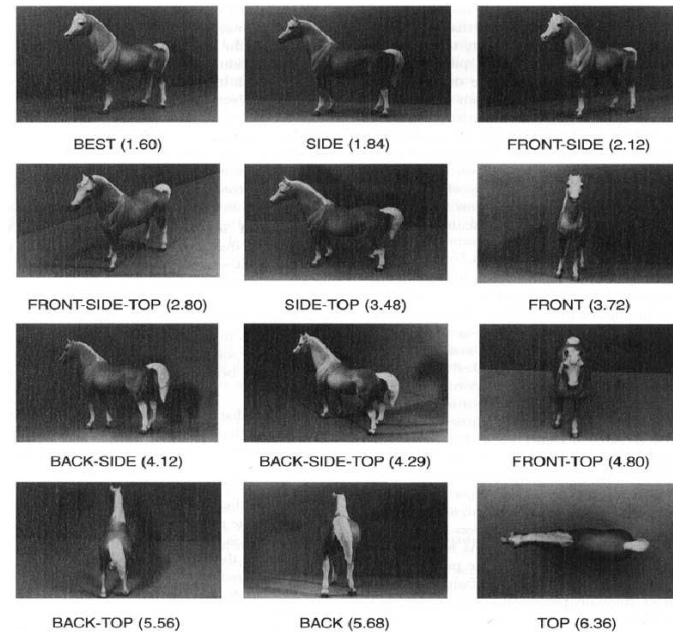 BEST (1.60)
SIDE (1.84)
FRONT-SIDE (2.12)
FRONT-SIDE-TOP (2.80)
SIDE-TOP (3.48)
FRONT (3.72)
BACK-SIDE (4.12)
BACK-SIDE-TOP (4.29)
FRONT-TOP (4.80)
BACK-TOP (5.56)
BACK (5.68)
TOP (6.36)